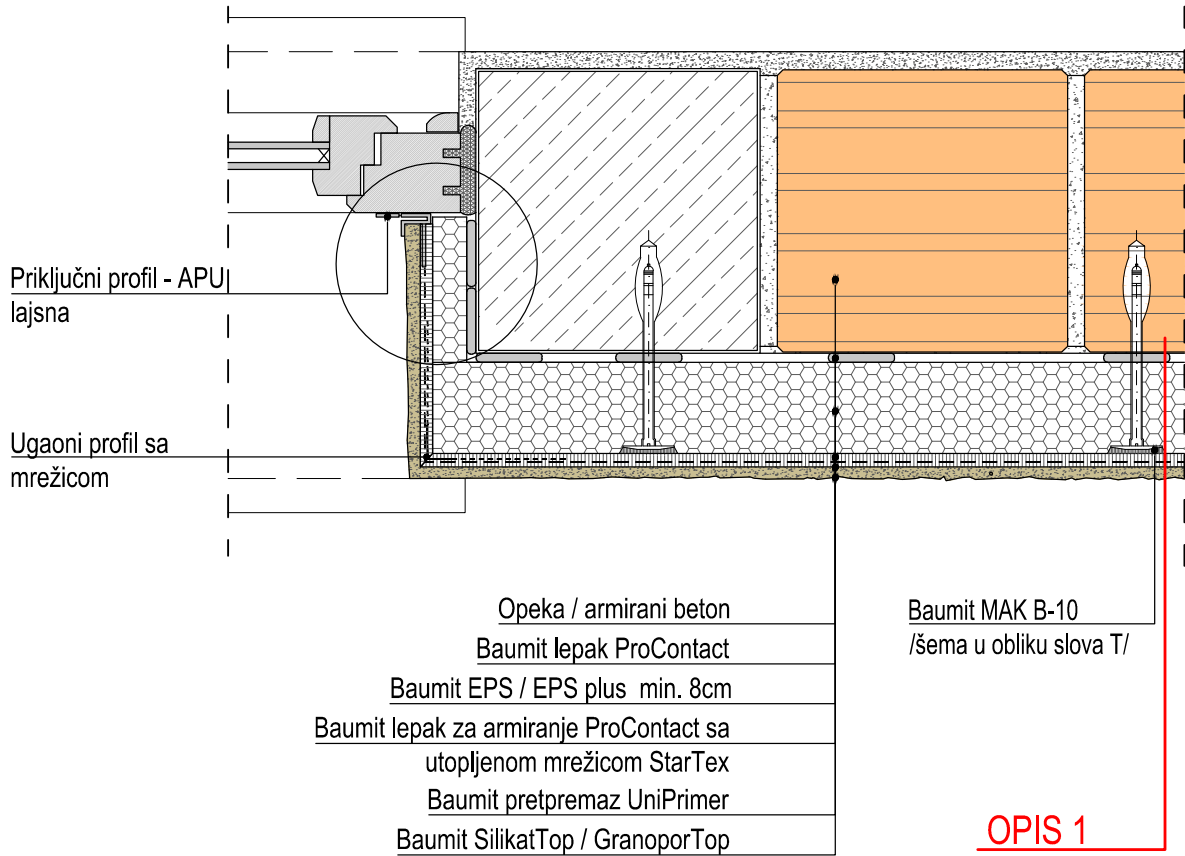 Priključni profil - APU
lajsna
Ugaoni profil sa
mrežicom
Opeka / armirani beton
Baumit lepak ProContact
Baumit EPS / EPS plus min. 8cm
Baumit lepak za armiranje ProContact sa
utopljenom mrežicom StarTex
Baumit pretpremaz UniPrimer
Baumit SilikatTop / GranoporTop
Baumit MAK B-10
/šema u obliku slova T/
OPIS 1